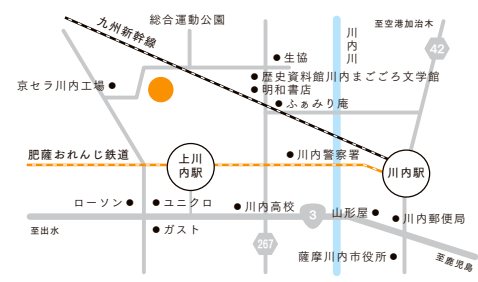 総合運動公園
九州新幹線
川内川
至空港加治木
42
生協
歴史資料館川内まごころ文学館
明和書店
ふぁみり庵
京セラ川内工場
肥薩おれんじ鉄道
上川
内駅
川内警察署
川内駅
ローソン
ユニクロ
川内高校
3
山形屋
川内郵便局
至出水
ガスト
267
薩摩川内市役所
至鹿児島